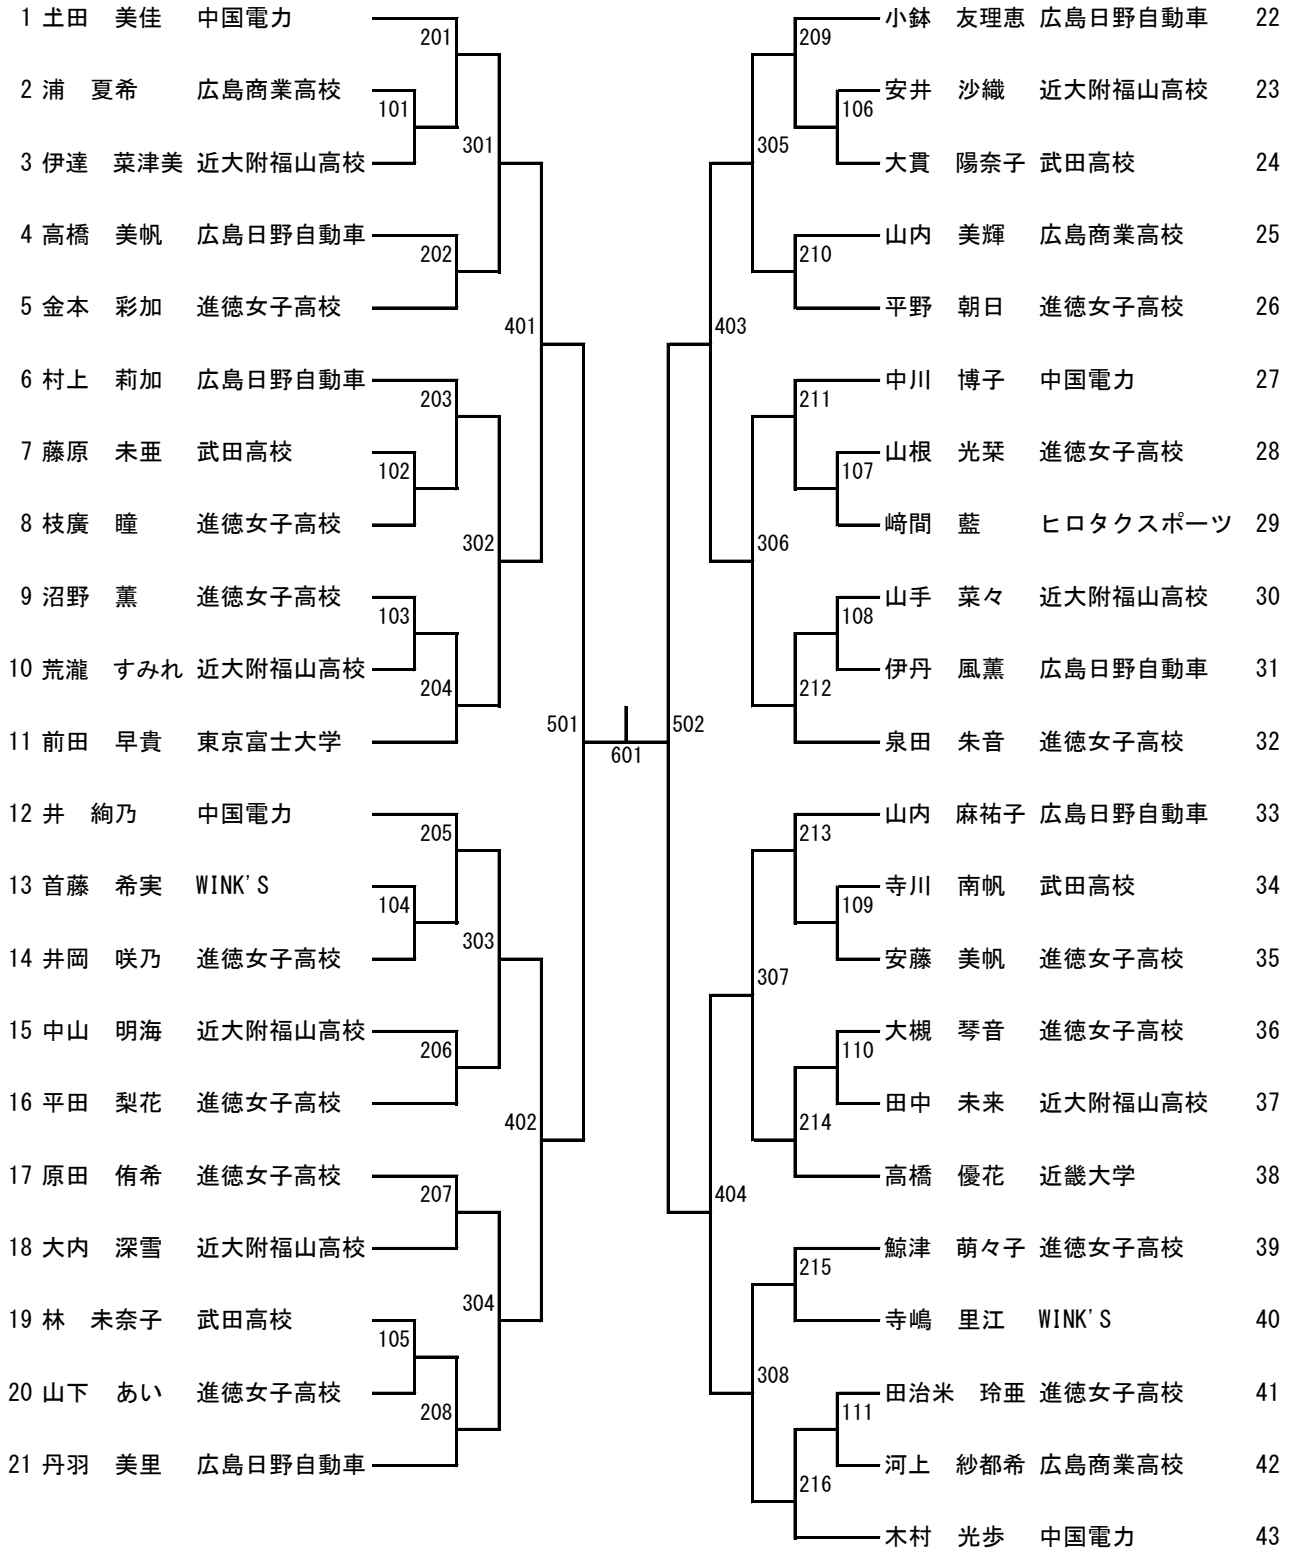 1 圡田　美佳　中国電力
2 浦　夏希　広島商業高校
3 伊達　菜津美 近大附福山高校
4 高橋　美帆　広島日野自動車
5 金本　彩加　進徳女子高校
6 村上　莉加　広島日野自動車
7 藤原　未亜　武田高校
8 枝廣　瞳　進徳女子高校
9 沼野　薫　進徳女子高校
10 荒瀧　すみれ 近大附福山高校
11 前田　早貴　東京富士大学
12 井　絢乃　中国電力
13 首藤　希実　WINK'S
14 井岡　咲乃　進徳女子高校
15 中山　明海　近大附福山高校
16 平田　梨花　進徳女子高校
17 原田　侑希　進徳女子高校
18 大内　深雪　近大附福山高校
19 林　未奈子　武田高校
20 山下　あい　進徳女子高校
21 丹羽　美里　広島日野自動車
201
101
301
202
401
203
102
302
103
204
501
205
104
303
206
402
207
304
105
208
601
502
209
106
305
210
403
211
107
306
108
212
213
109
307
110
214
404
215
308
111
216
小鉢　友理恵 広島日野自動車 22
安井　沙織　近大附福山高校 23
大貫　陽奈子 武田高校 24
山内　美輝　広島商業高校 25
平野　朝日　進徳女子高校 26
中川　博子　中国電力 27
山根　光栞　進徳女子高校 28
﨑間　藍　ヒロタクスポーツ 29
山手　菜々　近大附福山高校 30
伊丹　風薫　広島日野自動車 31
泉田　朱音　進徳女子高校 32
山内　麻祐子 広島日野自動車 33
寺川　南帆　武田高校 34
安藤　美帆　進徳女子高校 35
大槻　琴音　進徳女子高校 36
田中　未来　近大附福山高校 37
高橋　優花　近畿大学 38
鯨津　萌々子 進徳女子高校 39
寺嶋　里江　WINK'S 40
田治米　玲亜 進徳女子高校 41
河上　紗都希 広島商業高校 42
木村　光歩　中国電力 43